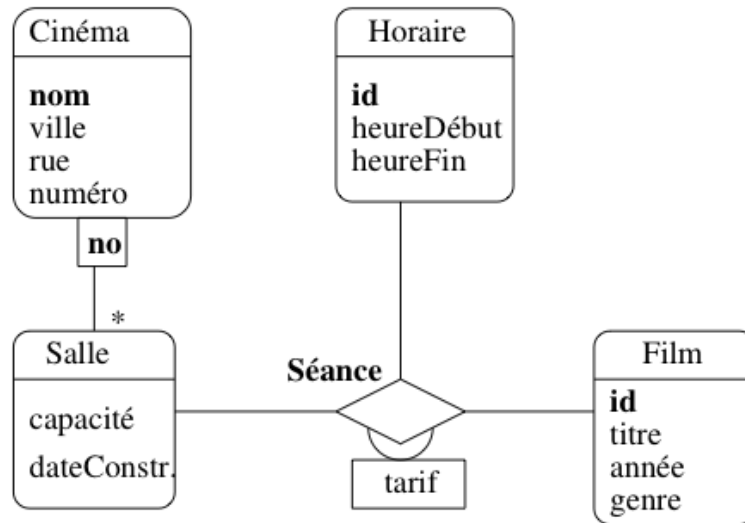 Cinéma
nom
ville
rue
numéro
no
Horaire
id
heureDébut
heureFin
*
Salle
capacité
dateConstr.
Séance
tarif
Film
id
titre
année
genre